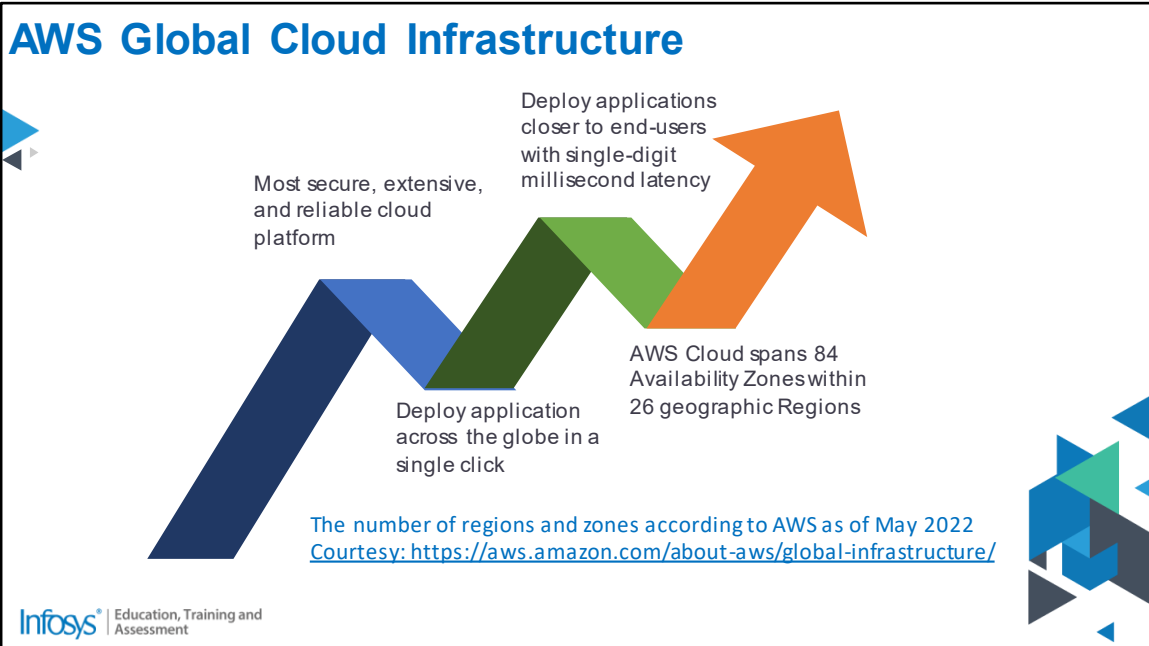 AWS Global Cloud Infrastructure
Deploy applications
closer to end-users
with single-digit
millisecond latency
Most secure, extensive,
and reliable cloud
platform
AWS Cloud spans 84
Availability Zones within
26 geographic Regions
Deploy application
across the globe in a
single click
The number of regions and zones according to AWS as of May 2022
Courtesy: https://aws.amazon.com/about-aws/global-infrastructure/
Infosys® | Education, Training and
Assessment